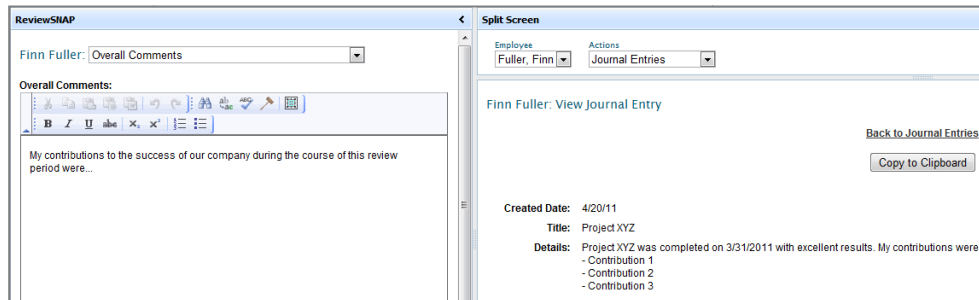 ReviewSNAP
Finn Fuller: Overall Comments
Overall Comments:
ABC
B I U abc X₂ X²
My contributions to the success of our company during the course of this review
period were...
Split Screen
Employee Actions
Fuller, Finn Journal Entries
Finn Fuller: View Journal Entry
Back to Journal Entries
Copy to Clipboard
Created Date: 4/20/11
Title: Project XYZ
Details: Project XYZ was completed on 3/31/2011 with excellent results. My contributions were
- Contribution 1
- Contribution 2
- Contribution 3